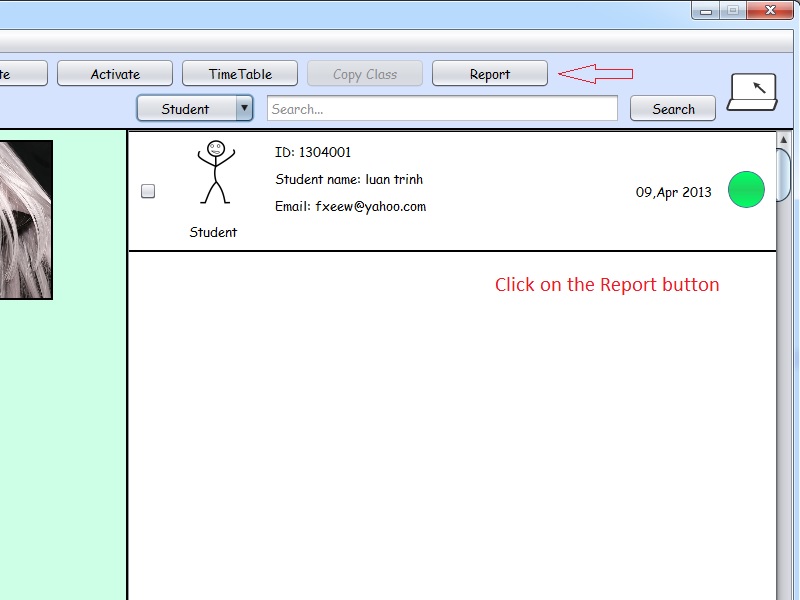 te
Activate
TimeTable
Copy Class
Report
Student
Search...
Search
ID: 1304001
Student name: luan trinh
Email: fxeew@yahoo.com
09,Apr 2013
Student
Click on the Report button